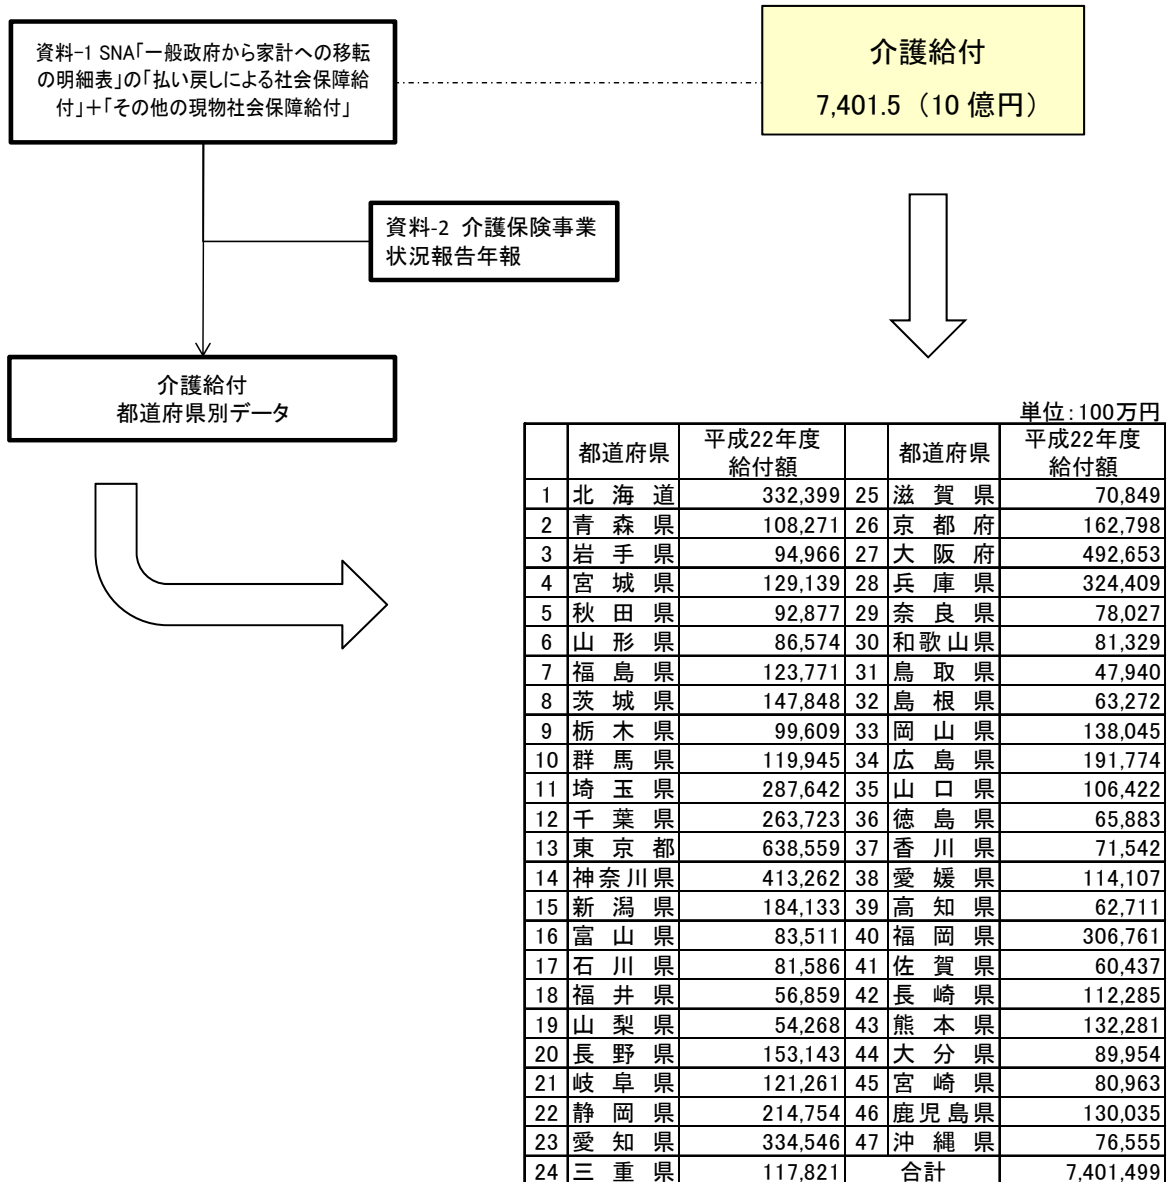 資料-1 SNA「一般政府から家計への移転
の明細表」の「払い戻しによる社会保障給
付」+「その他の現物社会保障給付」
介護給付
7,401.5（10 億円）
資料-2 介護保険事業
状況報告年報
介護給付
都道府県別データ
単位：100万円
都道府県 平成22年度 給付額 都道府県 平成22年度 給付額
1 北海道 332,399 25 滋賀県 70,849
2 青森県 108,271 26 京都府 162,798
3 岩手県 94,966 27 大阪府 492,653
4 宮城県 129,139 28 兵庫県 324,409
5 秋田県 92,877 29 奈良県 78,027
6 山形県 86,574 30 和歌山県 81,329
7 福島県 123,771 31 鳥取県 47,940
8 茨城県 147,848 32 島根県 63,272
9 栃木県 99,609 33 岡山県 138,045
10 群馬県 119,945 34 広島県 191,774
11 埼玉県 287,642 35 山口県 106,422
12 千葉県 263,723 36 徳島県 65,883
13 東京都 638,559 37 香川県 71,542
14 神奈川県 413,262 38 愛媛県 114,107
15 新潟県 184,133 39 高知県 62,711
16 富山県 83,511 40 福岡県 306,761
17 石川県 81,586 41 佐賀県 60,437
18 福井県 56,859 42 長崎県 112,285
19 山梨県 54,268 43 熊本県 132,281
20 長野県 153,143 44 大分県 89,954
21 岐阜県 121,261 45 宮崎県 80,963
22 静岡県 214,754 46 鹿児島県 130,035
23 愛知県 334,546 47 沖縄県 76,555
24 三重県 117,821 合計 7,401,499